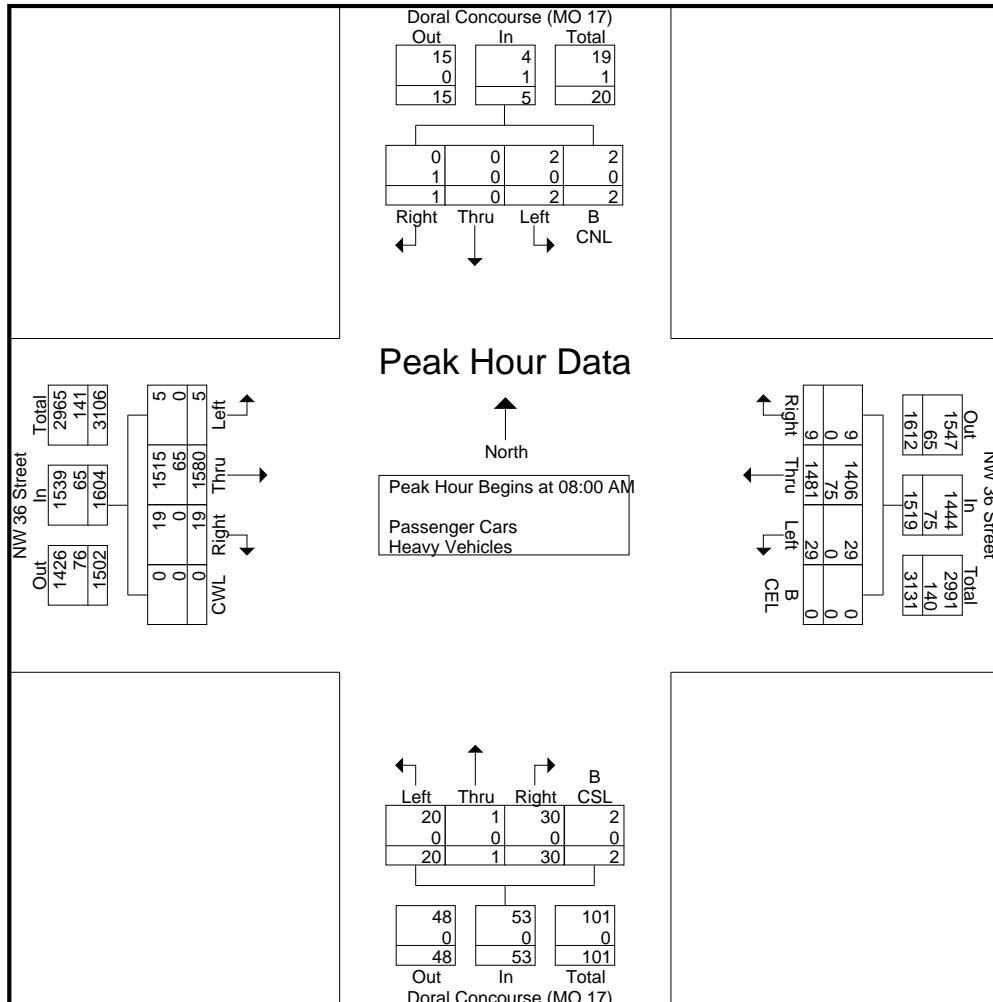 Doral Concourse (MO 17)
Out In Total
15 4 19
0 1 1
15 5 20
0 0 2 2
1 0 0 0
1 0 2 2
Right Thru Left B
CNL
Peak Hour Data
North
Peak Hour Begins at 08:00 AM
Passenger Cars
Heavy Vehicles
NW 36 Street
Total In Out
2965 1539 1426
141 65 76
3106 1604 1502
5 1515 19 0
0 65 0 0
5 1580 19 0
Left Thru Right CWL
NW 36 Street
Out In Total
1547 1444 2991
65 75 140
1612 1519 3131
9 1406 29 0
0 75 0 0
9 1481 29 0
Right Thru Left B
CEL
B
Left Thru Right CSL
20 1 30 2
0 0 0 0
20 1 30 2
48 53 101
0 0 0
48 53 101
Out In Total
Doral Concourse (MO 17)